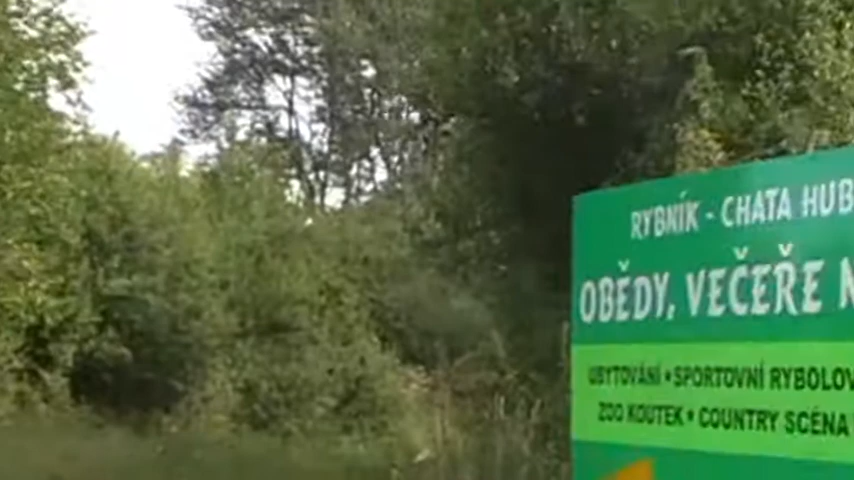 RYBNÍK - CHATA HUB
OBĚDY, VEČEŘE
UBYTOVÁNÍ • SPORTOVNÍ RYBOLOV
ZOO KOUTEK • COUNTRY SCÉNA